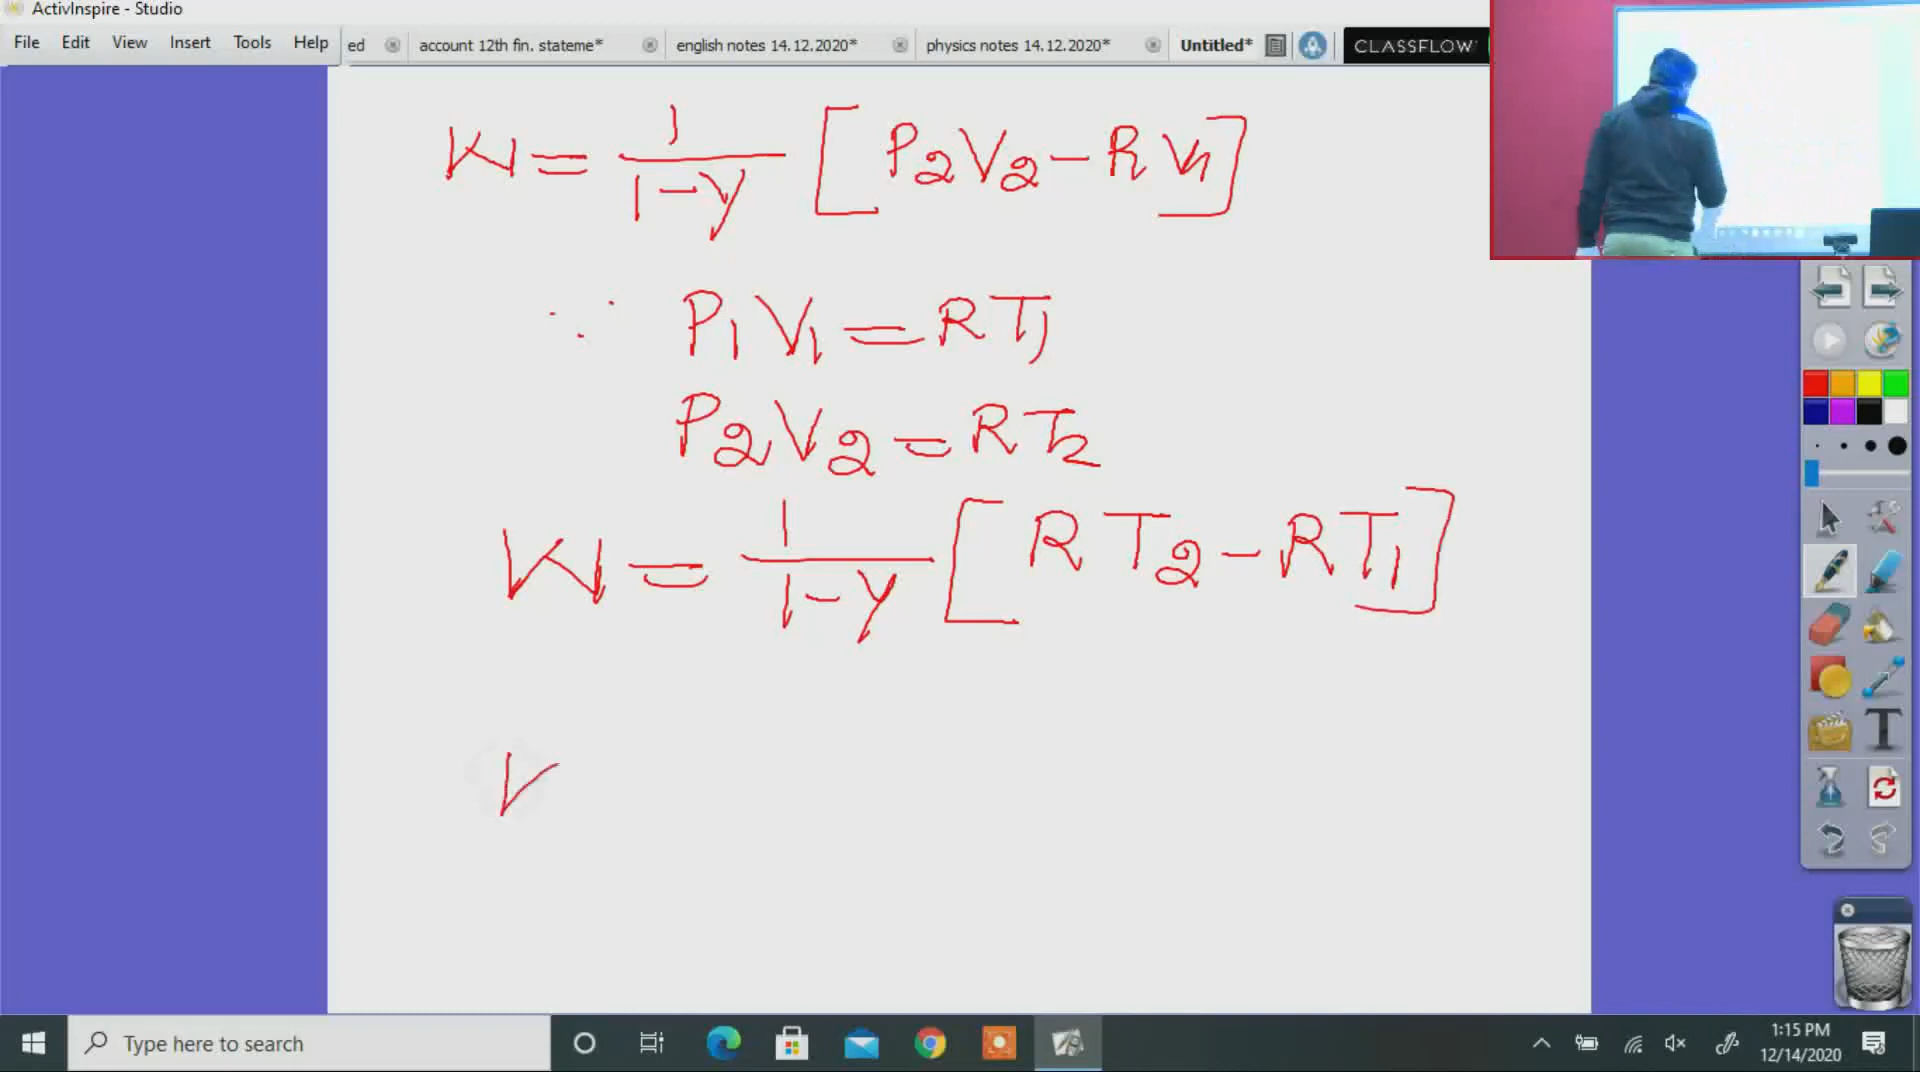 ActivInspire - Studio
File Edit View Insert Tools Help ed account 12th fin. stateme* english notes 14.12.2020* physics notes 14.12.2020* Untitled* CLASSFLOW
W = 1/(1-γ) [P₂V₂ - P₁V₁]
∵ P₁V₁ = RT₁
P₂V₂ = RT₂
W = 1/(1-γ) [RT₂ - RT₁]
T
Type here to search
1:15 PM
12/14/2020